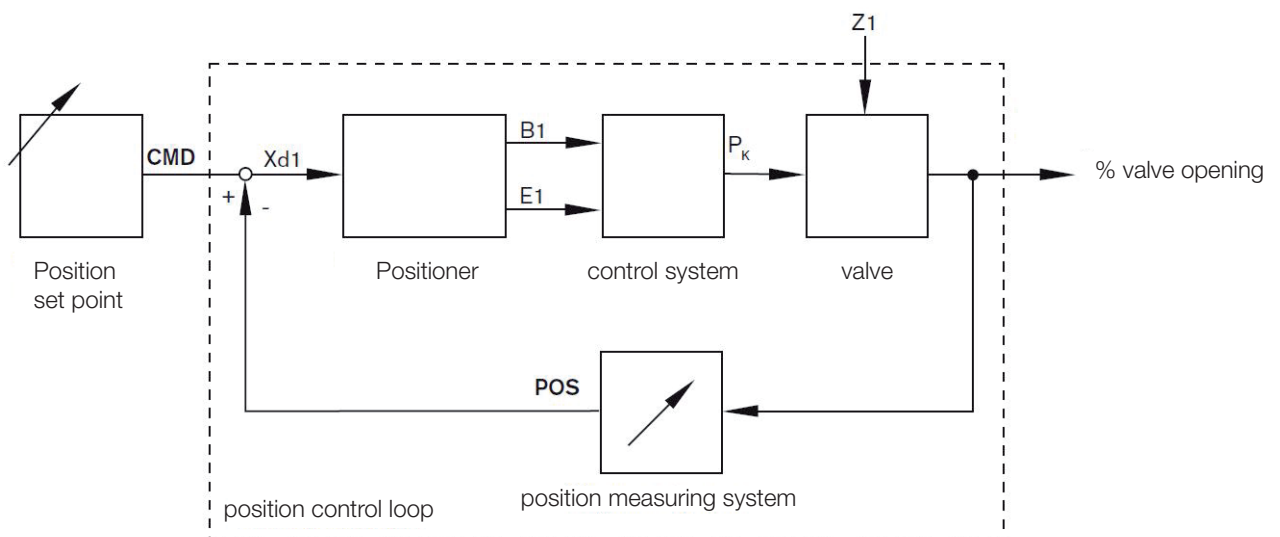 Z1
CMD
Xd1
B1
PK
% valve opening
+
-
E1
Position
set point
Positioner
control system
valve
POS
position control loop
position measuring system